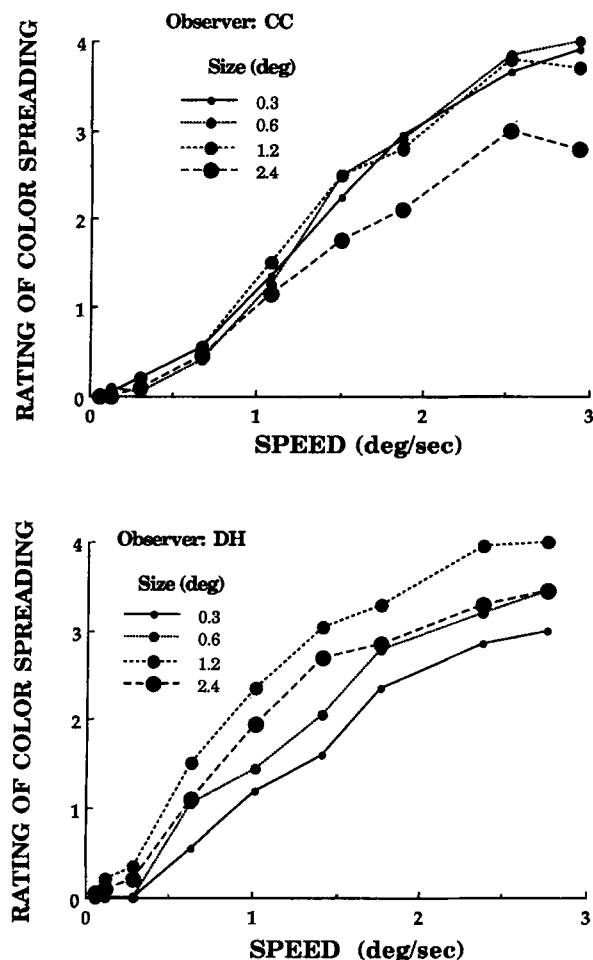 Observer: CC
Size (deg)
0.3
0.6
1.2
2.4
RATING OF COLOR SPREADING
4
3
2
1
0
0 1 2 3
SPEED (deg/sec)
Observer: DH
Size (deg)
0.3
0.6
1.2
2.4
RATING OF COLOR SPREADING
4
3
2
1
0
0 1 2 3
SPEED (deg/sec)